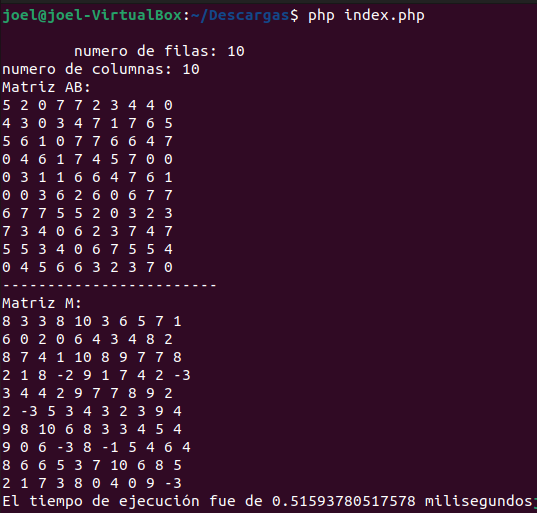 joel@joel-VirtualBox:~/Descargas$ php index.php
numero de filas: 10
numero de columnas: 10
Matriz AB:
5 2 0 7 7 2 3 4 4 0
4 3 0 3 4 7 1 7 6 5
5 6 1 0 7 7 6 6 4 7
0 4 6 1 7 4 5 7 0 0
0 3 1 1 6 6 4 7 6 1
0 0 3 6 2 6 0 6 7 7
6 7 7 5 5 2 0 3 2 3
7 3 4 0 6 2 3 7 4 7
5 5 3 4 0 6 7 5 5 4
0 4 5 6 6 3 2 3 7 0
------------------------
Matriz M:
8 3 3 8 10 3 6 5 7 1
6 0 2 0 6 4 3 4 8 2
8 7 4 1 10 8 9 7 7 8
2 1 8 -2 9 1 7 4 2 -3
3 4 4 2 9 7 7 8 9 2
2 -3 5 3 4 3 2 3 9 4
9 8 10 6 8 3 3 4 5 4
9 0 6 -3 8 -1 5 4 6 4
8 6 6 5 3 7 10 6 8 5
2 1 7 3 8 0 4 0 9 -3
El tiempo de ejecución fue de 0.51593780517578 milisegundos